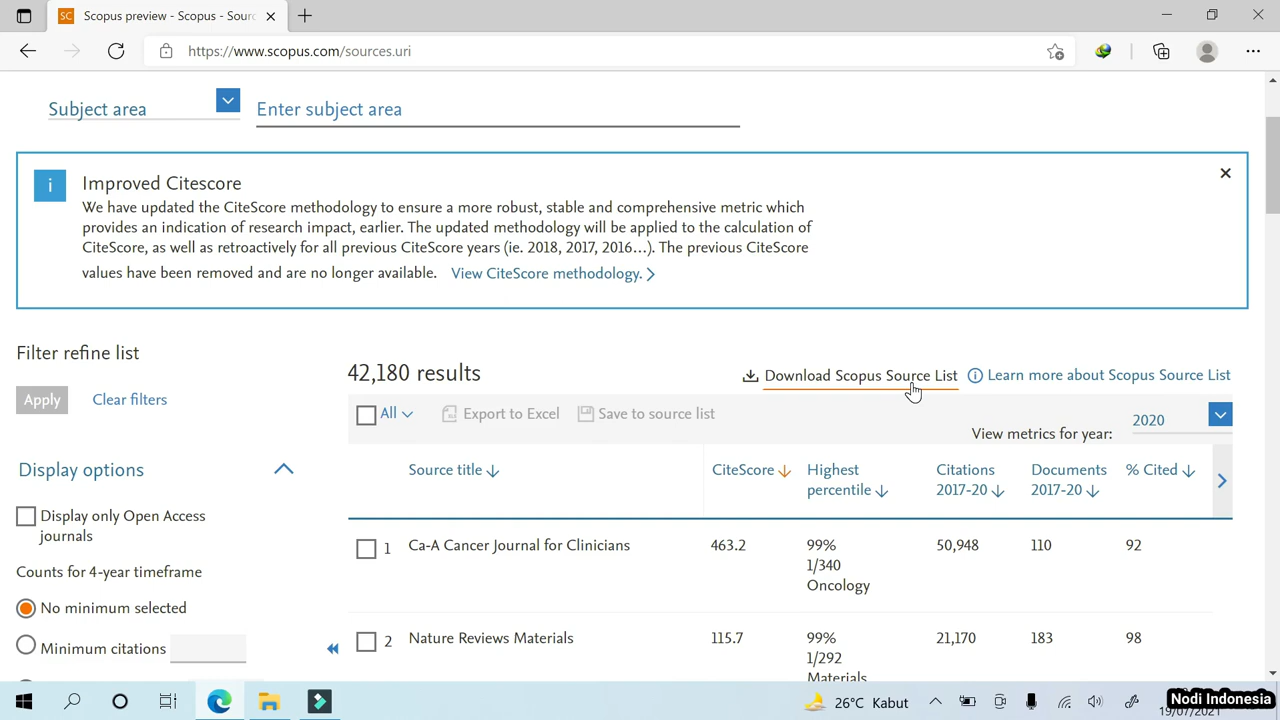 Scopus preview - Scopus - Sourc
https://www.scopus.com/sources.uri
Subject area
Enter subject area
Improved Citescore
We have updated the CiteScore methodology to ensure a more robust, stable and comprehensive metric which
provides an indication of research impact, earlier. The updated methodology will be applied to the calculation of
CiteScore, as well as retroactively for all previous CiteScore years (ie. 2018, 2017, 2016...). The previous CiteScore
values have been removed and are no longer available. View CiteScore methodology.
Filter refine list
Apply
Clear filters
42,180 results
Download Scopus Source List
Learn more about Scopus Source List
All
Export to Excel
Save to source list
View metrics for year:
2020
Display options
Source title
CiteScore
Highest
percentile
Citations
2017-20
Documents
2017-20
% Cited
Display only Open Access
journals
Counts for 4-year timeframe
No minimum selected
Minimum citations
1
Ca-A Cancer Journal for Clinicians
463.2
99%
1/340
Oncology
50,948
110
92
2
Nature Reviews Materials
115.7
99%
1/292
Materials
21,170
183
98
26°C Kabut
19/07/2021
Nodi Indonesia